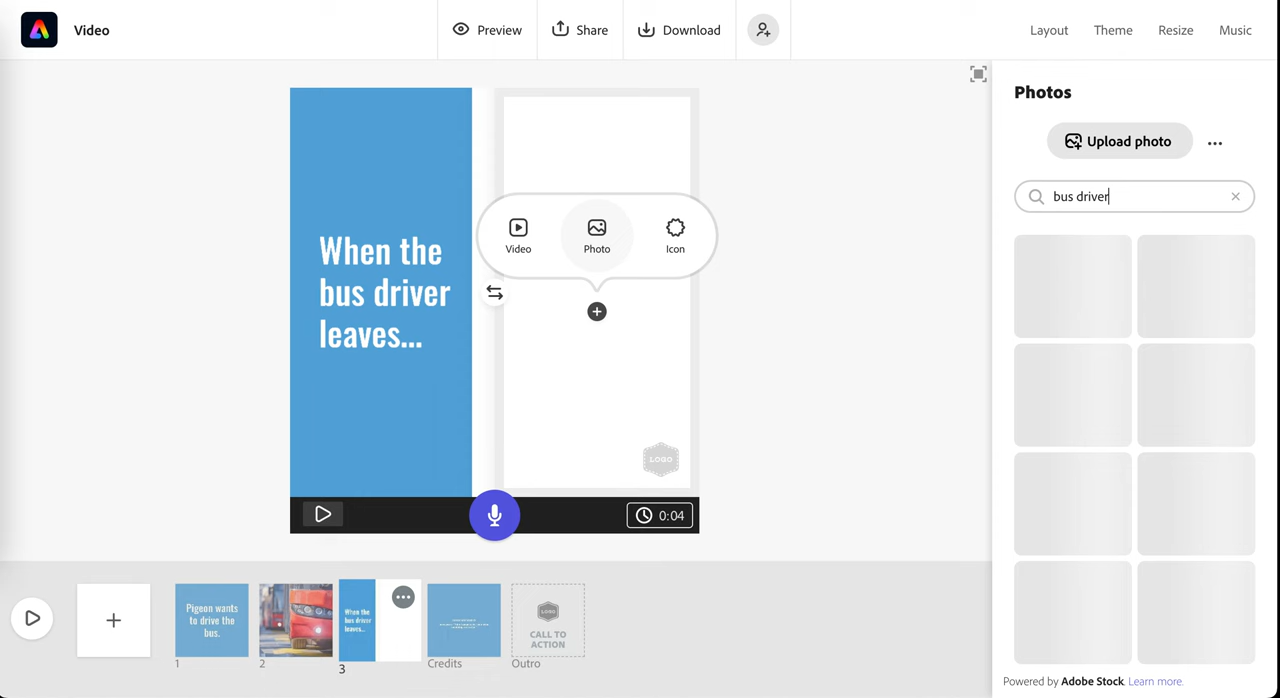 Video
Preview
Share
Download
Layout
Theme
Resize
Music
Photos
Upload photo
bus driver
When the
bus driver
leaves...
Video
Photo
Icon
LOGO
0:04
Pigeon wants
to drive the
bus.
1
2
When the
bus driver
leaves...
3
Credits
LOGO
CALL TO
ACTION
Outro
Powered by Adobe Stock. Learn more.